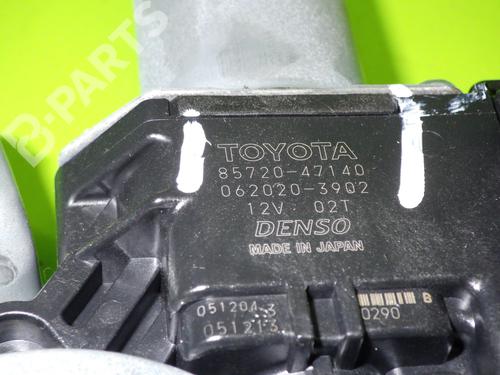 B-PARTS
TOYOTA
85720-47140
062020-3902
12V 02T
DENSO
MADE IN JAPAN
051204-3
051213
0290
B